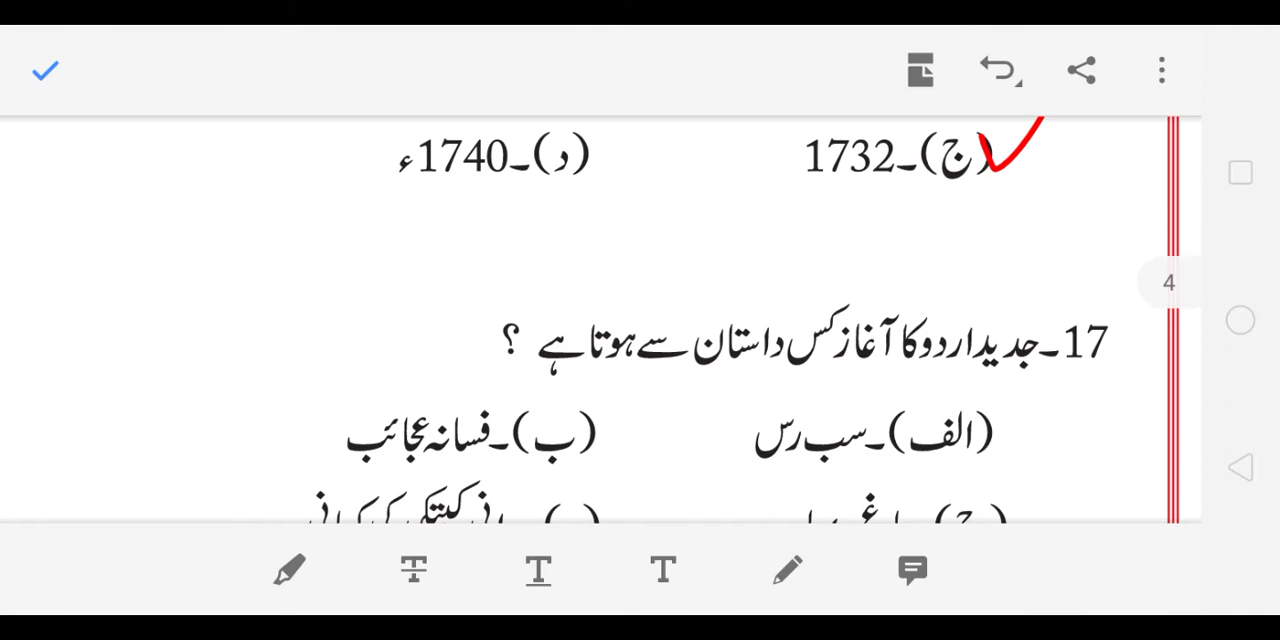 (ج)۔1732 (د)۔1740ء
4
17۔جدید اردو کا آغاز کس داستان سے ہوتا ہے ؟
(الف)۔سب رس (ب)۔فسانہ عجائب